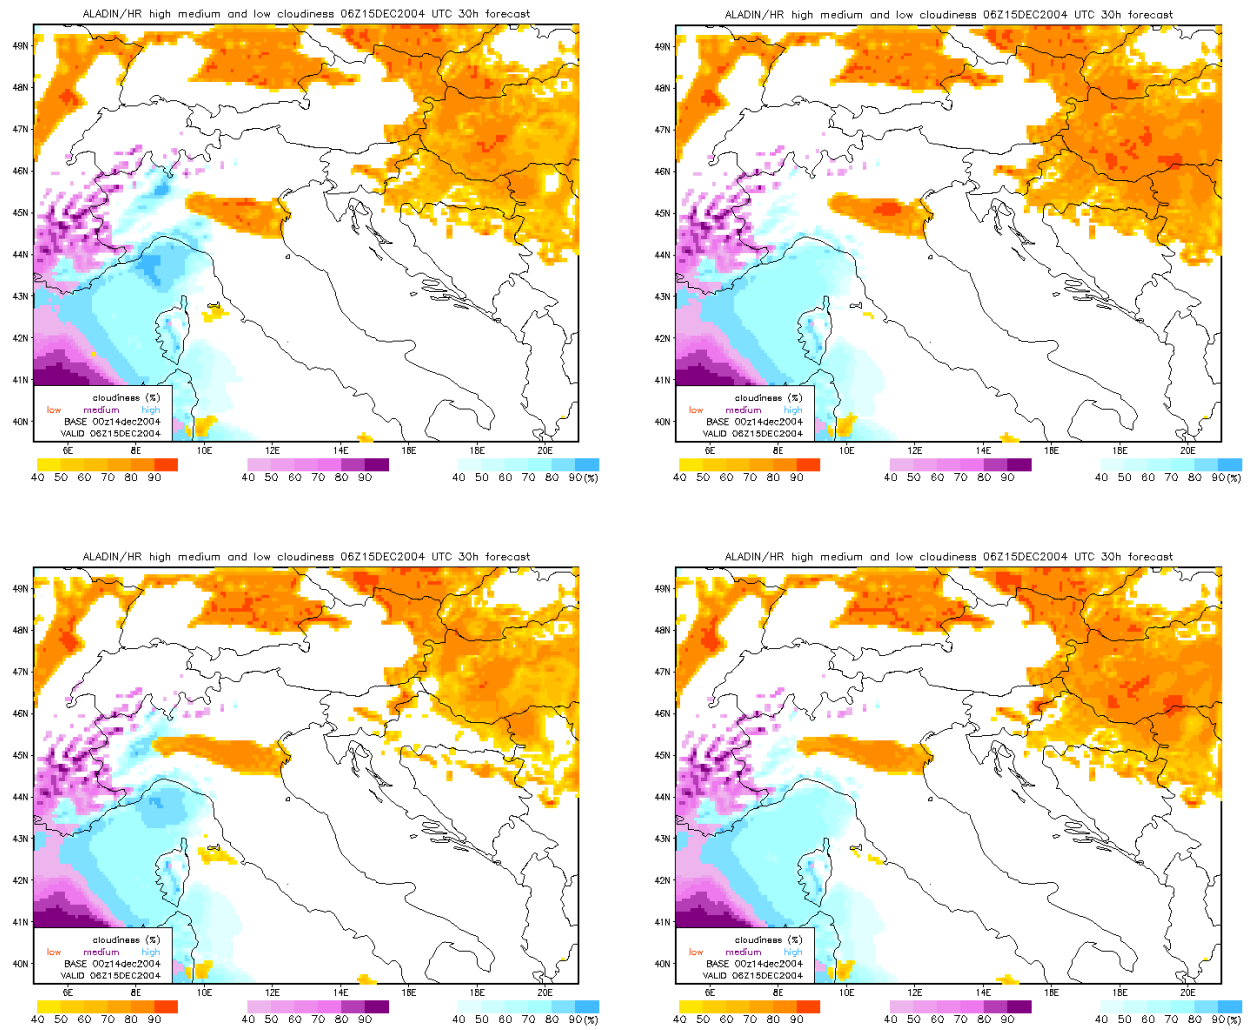 ALADIN/HR high medium and low cloudiness 06Z15DEC2004 UTC 30h forecast
49N
48N
47N
46N
45N
44N
43N
42N
41N
40N
cloudiness (%)
low medium high
BASE 00z14dec2004
VALID 06Z15DEC2004
6E 8E 10E 12E 14E 16E 18E 20E
40 50 60 70 80 90 40 50 60 70 80 90 40 50 60 70 80 90(%)
ALADIN/HR high medium and low cloudiness 06Z15DEC2004 UTC 30h forecast
49N
48N
47N
46N
45N
44N
43N
42N
41N
40N
cloudiness (%)
low medium high
BASE 00z14dec2004
VALID 06Z15DEC2004
6E 8E 10E 12E 14E 16E 18E 20E
40 50 60 70 80 90 40 50 60 70 80 90 40 50 60 70 80 90(%)
ALADIN/HR high medium and low cloudiness 06Z15DEC2004 UTC 30h forecast
49N
48N
47N
46N
45N
44N
43N
42N
41N
40N
cloudiness (%)
low medium high
BASE 00z14dec2004
VALID 06Z15DEC2004
6E 8E 10E 12E 14E 16E 18E 20E
40 50 60 70 80 90 40 50 60 70 80 90 40 50 60 70 80 90(%)
ALADIN/HR high medium and low cloudiness 06Z15DEC2004 UTC 30h forecast
49N
48N
47N
46N
45N
44N
43N
42N
41N
40N
cloudiness (%)
low medium high
BASE 00z14dec2004
VALID 06Z15DEC2004
6E 8E 10E 12E 14E 16E 18E 20E
40 50 60 70 80 90 40 50 60 70 80 90 40 50 60 70 80 90(%)